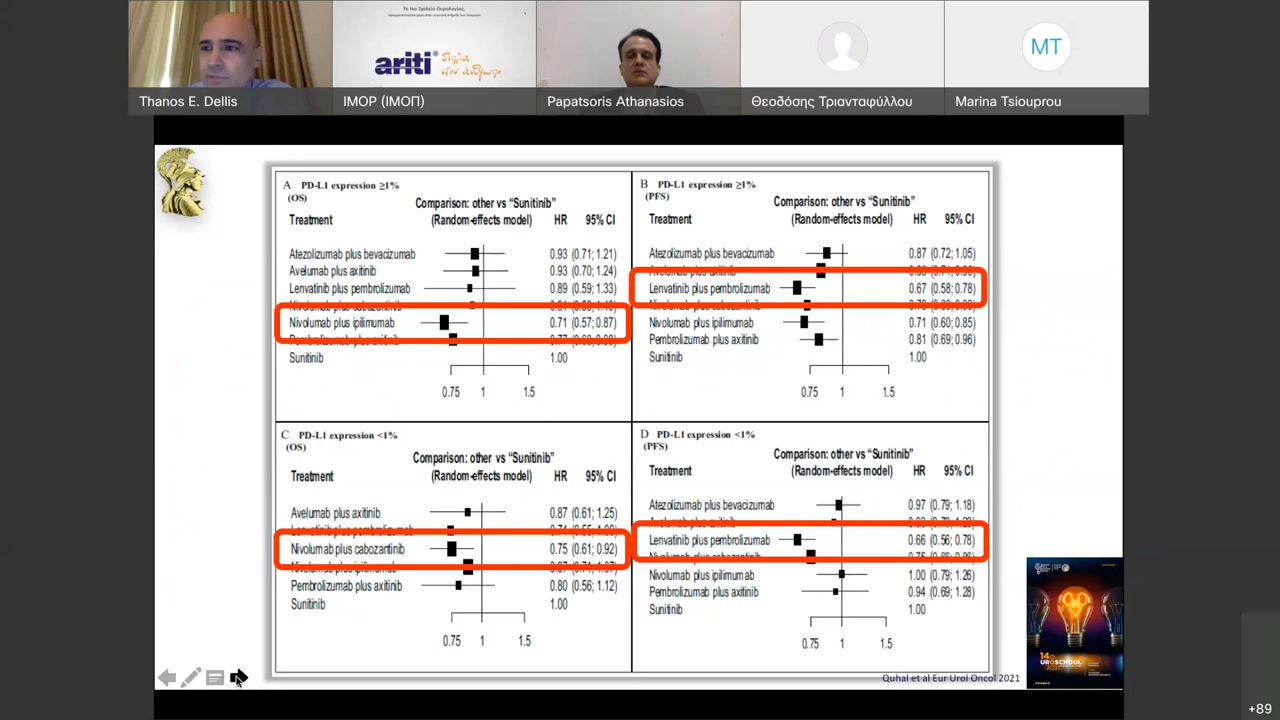 Το Νέο Σχολείο Ουρολογίας,
ariti®
Thanos E. Dellis
ΙΜΟΡ (ΙΜΟΠ)
Papatsoris Athanasios
Θεοδόσης Τριανταφύλλου
MT
Marina Tsiouprou
A PD-L1 expression ≥1%
(OS)
Comparison: other vs "Sunitinib"
Treatment (Random-effects model) HR 95% CI
Atezolizumab plus bevacizumab 0.93 (0.71; 1.21)
Avelumab plus axitinib 0.93 (0.70; 1.24)
Lenvatinib plus pembrolizumab 0.89 (0.59; 1.33)
Nivolumab plus ipilimumab 0.71 (0.57; 0.87)
Sunitinib 1.00
0.75 1 1.5
B PD-L1 expression ≥1%
(PFS)
Comparison: other vs "Sunitinib"
Treatment (Random-effects model) HR 95% CI
Atezolizumab plus bevacizumab 0.87 (0.72; 1.05)
Lenvatinib plus pembrolizumab 0.67 (0.58; 0.78)
Nivolumab plus ipilimumab 0.71 (0.60; 0.85)
Pembrolizumab plus axitinib 0.81 (0.69; 0.96)
Sunitinib 1.00
0.75 1 1.5
C PD-L1 expression <1%
(OS)
Comparison: other vs "Sunitinib"
Treatment (Random-effects model) HR 95% CI
Avelumab plus axitinib 0.87 (0.61; 1.25)
Nivolumab plus cabozantinib 0.75 (0.61; 0.92)
Pembrolizumab plus axitinib 0.80 (0.56; 1.12)
Sunitinib 1.00
0.75 1 1.5
D PD-L1 expression <1%
(PFS)
Comparison: other vs "Sunitinib"
Treatment (Random-effects model) HR 95% CI
Atezolizumab plus bevacizumab 0.97 (0.79; 1.18)
Lenvatinib plus pembrolizumab 0.66 (0.56; 0.78)
Nivolumab plus ipilimumab 1.00 (0.79; 1.26)
Pembrolizumab plus axitinib 0.94 (0.69; 1.28)
Sunitinib 1.00
0.75 1 1.5
UROSCHOOL
Quhal et al Eur Urol Oncol 2021
+89